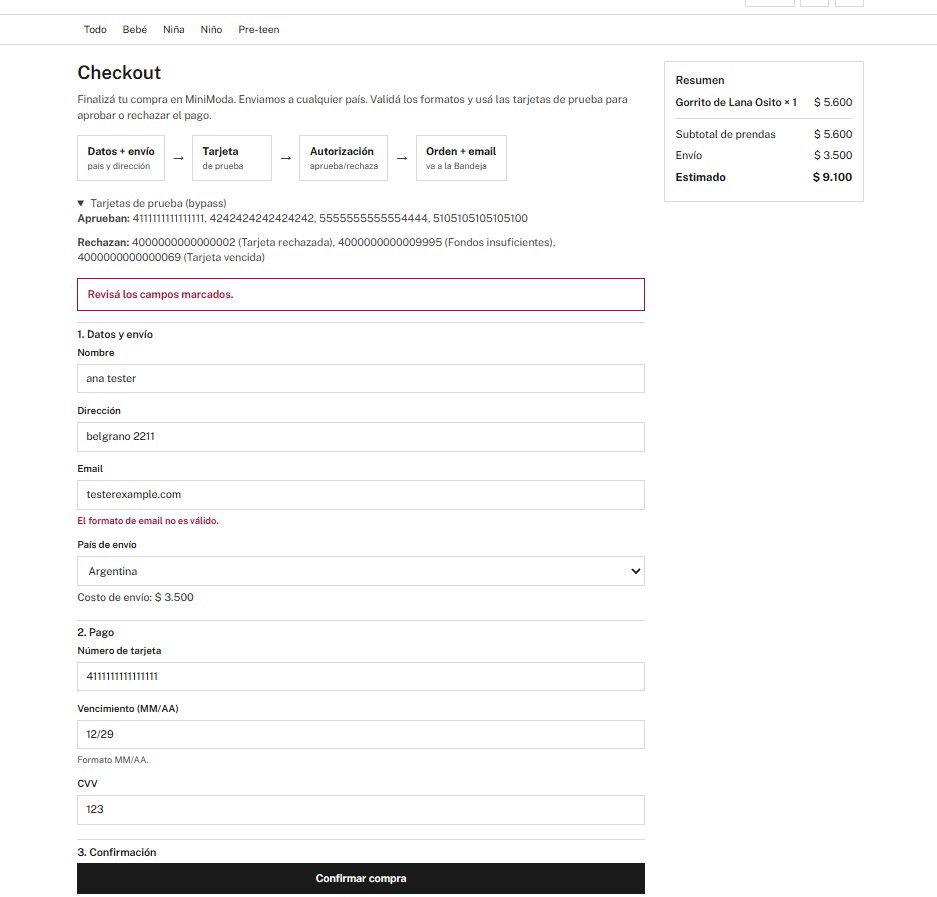 Todo Bebé Niña Niño Pre-teen
Checkout
Finalizá tu compra en MiniModa. Enviamos a cualquier país. Validá los formatos y usá las tarjetas de prueba para
aprobar o rechazar el pago.
Datos + envío → Tarjeta → Autorización → Orden + email
país y dirección de prueba aprueba/rechaza va a la Bandeja
▼ Tarjetas de prueba (bypass)
Aprueban: 4111111111111111, 4242424242424242, 5555555555554444, 5105105105105100
Rechazan: 4000000000000002 (Tarjeta rechazada), 4000000000009995 (Fondos insuficientes),
4000000000000069 (Tarjeta vencida)
Revisá los campos marcados.
1. Datos y envío
Nombre
ana tester
Dirección
belgrano 2211
Email
testerexample.com
El formato de email no es válido.
País de envío
Argentina
Costo de envío: $ 3.500
2. Pago
Número de tarjeta
4111111111111111
Vencimiento (MM/AA)
12/29
Formato MM/AA.
CVV
123
3. Confirmación
Confirmar compra
Resumen
Gorrito de Lana Osito × 1 $ 5.600
Subtotal de prendas $ 5.600
Envío $ 3.500
Estimado $ 9.100